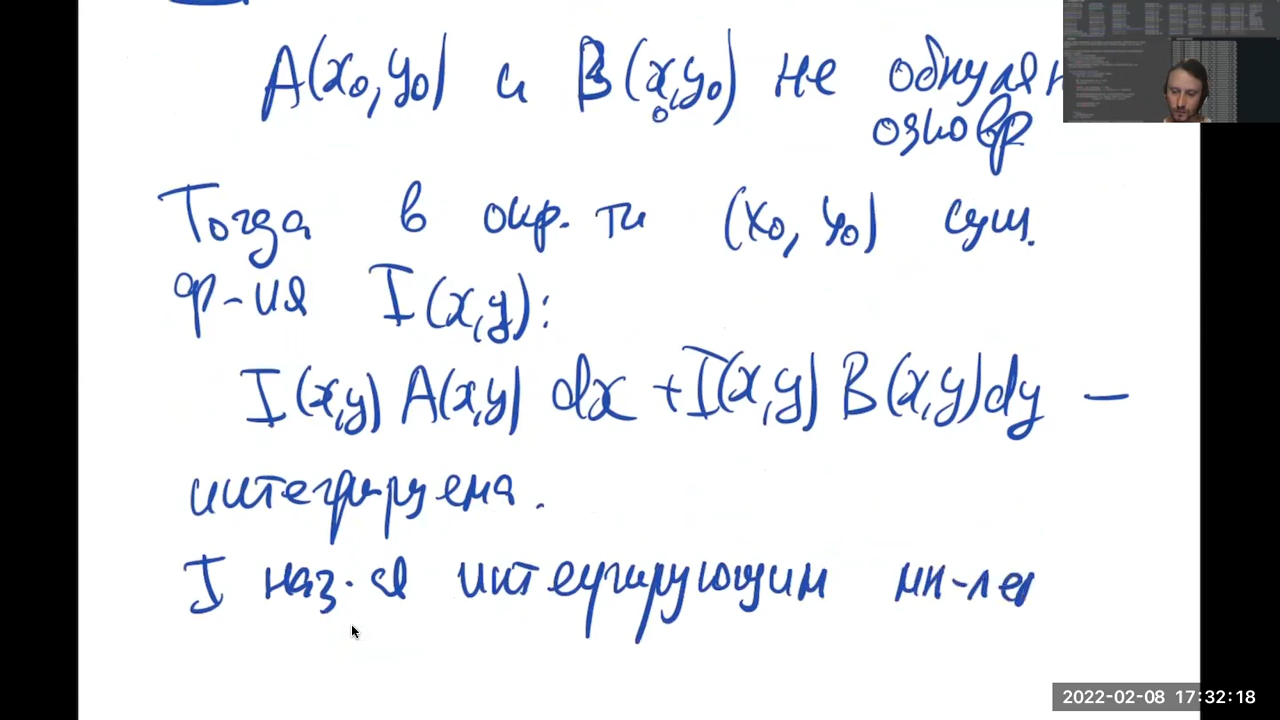 A(x₀, y₀) и B(x₀, y₀) не обнулян
одновр
Тогда в окр. ти (x₀, y₀) сущ.
ф-ия I(x,y):
I(x,y) A(x,y) dx + I(x,y) B(x,y)dy –
интегрируема.
I наз-ся интегрирующим мн-лем
2022-02-08 17:32:18